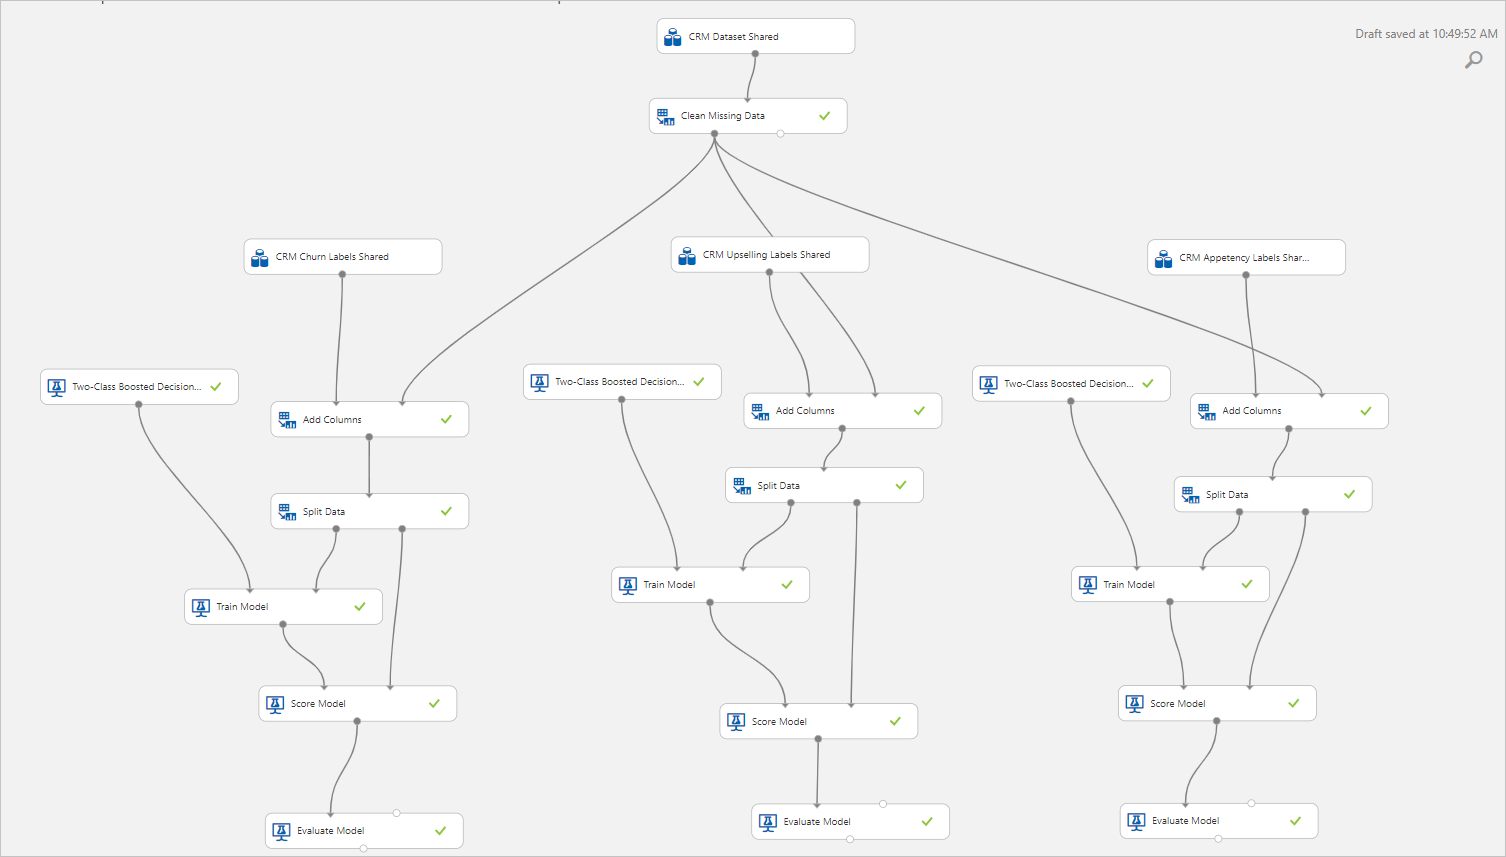 CRM Dataset Shared
Draft saved at 10:49:52 AM
Clean Missing Data
CRM Churn Labels Shared
CRM Upselling Labels Shared
CRM Appetency Labels Shar...
Two-Class Boosted Decision...
Two-Class Boosted Decision...
Two-Class Boosted Decision...
Add Columns
Add Columns
Add Columns
Split Data
Split Data
Split Data
Train Model
Train Model
Train Model
Score Model
Score Model
Score Model
Evaluate Model
Evaluate Model
Evaluate Model